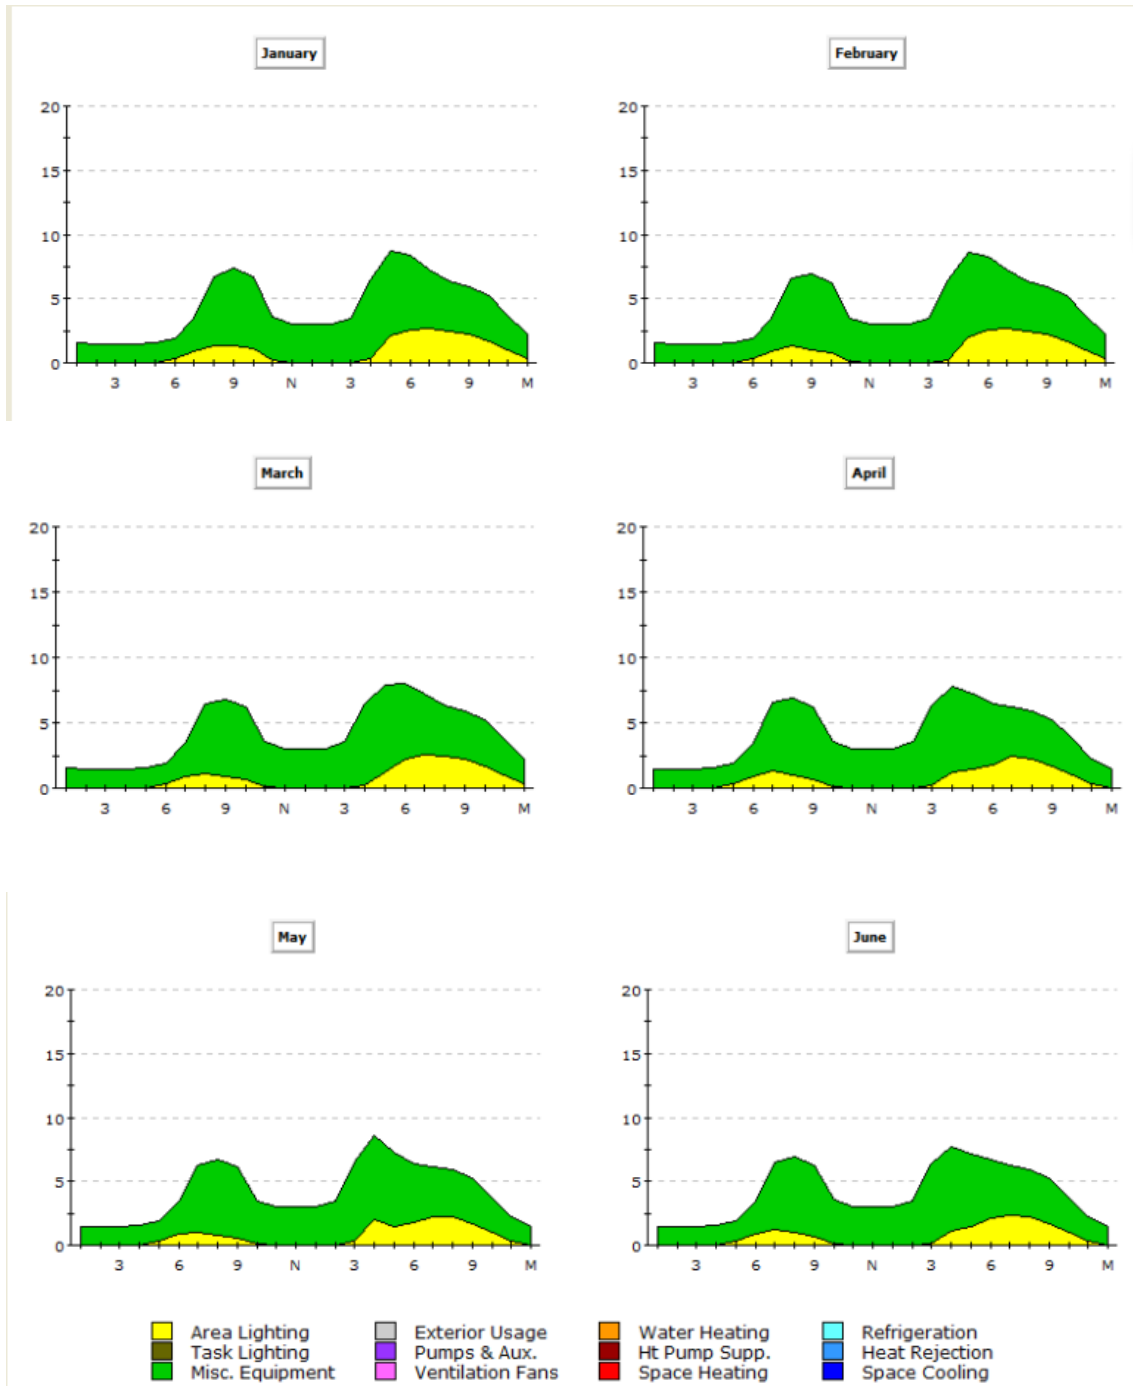 January February
20 20
15 15
10 10
5 5
0 0
3 6 9 N 3 6 9 M 3 6 9 N 3 6 9 M
March April
20 20
15 15
10 10
5 5
0 0
3 6 9 N 3 6 9 M 3 6 9 N 3 6 9 M
May June
20 20
15 15
10 10
5 5
0 0
3 6 9 N 3 6 9 M 3 6 9 N 3 6 9 M
Area Lighting Exterior Usage Water Heating Refrigeration
Task Lighting Pumps & Aux. Ht Pump Supp. Heat Rejection
Misc. Equipment Ventilation Fans Space Heating Space Cooling